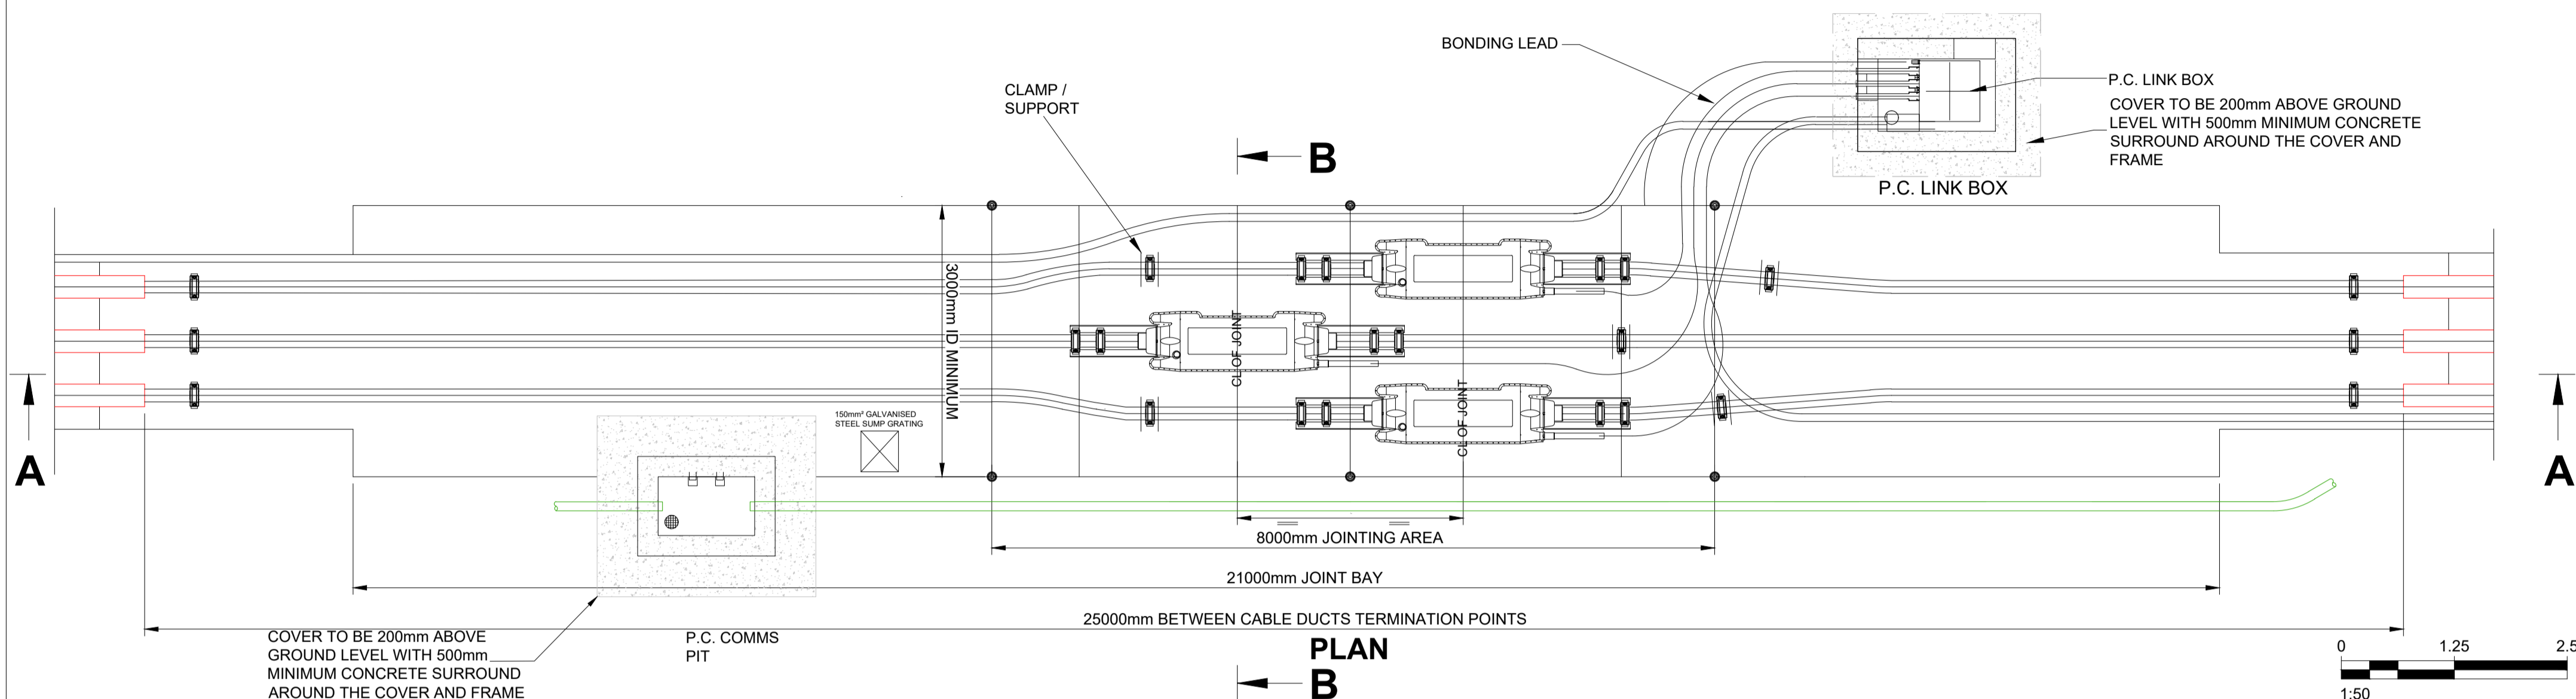 BONDING LEAD
CLAMP /
SUPPORT
P.C. LINK BOX
COVER TO BE 200mm ABOVE GROUND
LEVEL WITH 500mm MINIMUM CONCRETE
SURROUND AROUND THE COVER AND
FRAME
B
P.C. LINK BOX
3000mm ID MINIMUM
CL OF JOINT
CL OF JOINT
150mm² GALVANISED
STEEL SUMP GRATING
A
A
8000mm JOINTING AREA
21000mm JOINT BAY
25000mm BETWEEN CABLE DUCTS TERMINATION POINTS
COVER TO BE 200mm ABOVE
GROUND LEVEL WITH 500mm
MINIMUM CONCRETE SURROUND
AROUND THE COVER AND FRAME
P.C. COMMS
PIT
PLAN
B
0 1.25 2.5
1:50